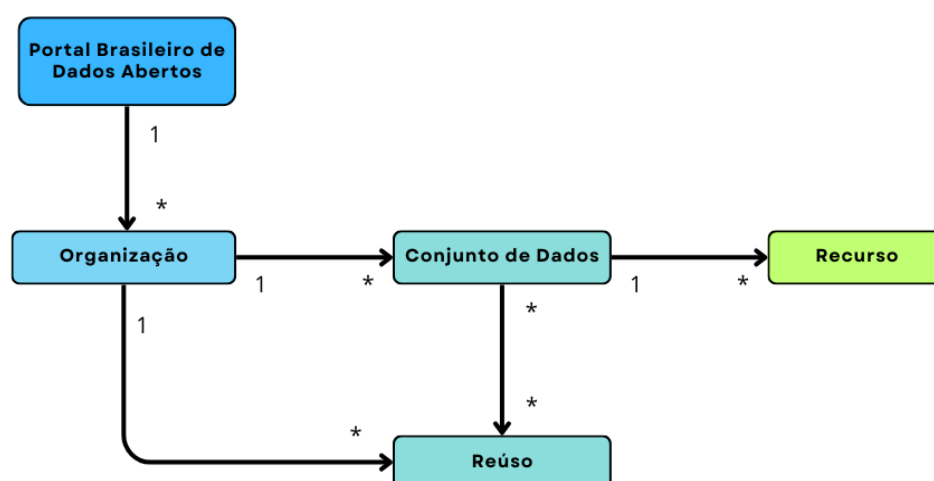 Portal Brasileiro de
Dados Abertos
1
*
Organização
1
*
Conjunto de Dados
1
*
Recurso
1
*
*
*
Reúso